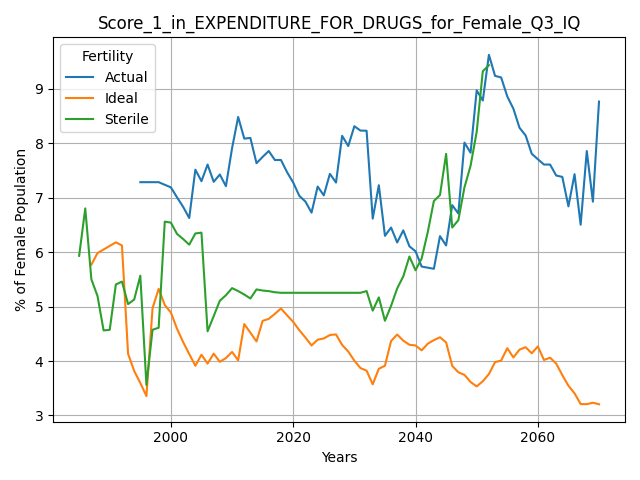 Score_1_in_EXPENDITURE_FOR_DRUGS_for_Female_Q3_IQ
Fertility
Actual
Ideal
Sterile
% of Female Population
9
8
7
6
5
4
3
2000
2020
2040
2060
Years